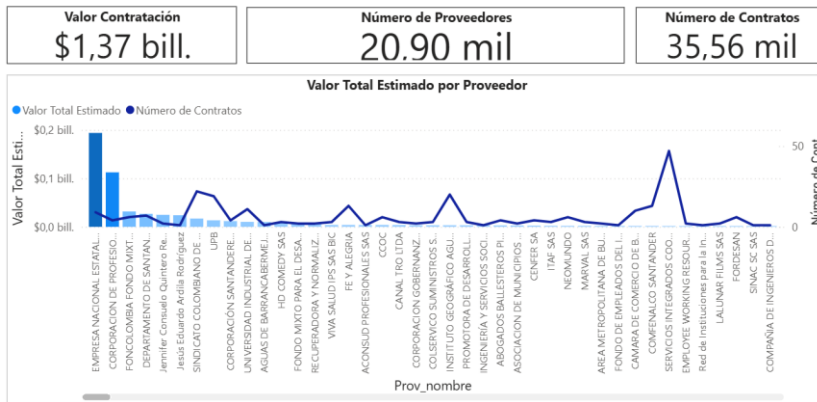 Valor Contratación
$1,37 bill.
Número de Proveedores
20,90 mil
Número de Contratos
35,56 mil
Valor Total Estimado por Proveedor
Valor Total Estimado
Número de Contratos
Valor Total Esti...
$0,2 bill.
$0,1 bill.
$0,0 bill.
50
0
Número de Cont
EMPRESA NACIONAL ESTATAL...
CORPORACION DE PROFESIO...
FONCOLOMBIA FONDO MIXT...
DEPARTAMENTO DE SANTAN...
Jennifer Consuelo Quintero Re...
Jesús Eduardo Ardila Rodríguez
SINDICATO COLOMBIANO DE ...
UPB
CORPORACIÓN SANTANDERE...
UNIVERSIDAD INDUSTRIAL DE...
AGUAS DE BARRANCABERMEJ...
HD COMEDY SAS
FONDO MIXTO PARA EL DESA...
RECUPERADORA Y NORMALIZ...
VIVA SALUD IPS SAS BIC
FE Y ALEGRIA
ACONSUD PROFESIONALES SAS
CCOC
CANAL TRO LTDA
CORPORACION GOBERNANZ...
COLSERVICO SUMINISTROS S...
INSTITUTO GEOGRÁFICO AGU...
PROMOTORA DE DESARROLL...
INGENIERÍA Y SERVICIOS SOCI...
ABOGADOS BALLESTEROS PI...
ASOCIACION DE MUNICIPIOS ...
CENFER SA
ITAF SAS
NEOMUNDO
MARVAL SAS
AREA METROPOLITANA DE BU...
FONDO DE EMPLEADOS DEL I...
CAMARA DE COMERCIO DE B...
COMFENALCO SANTANDER
SERVICIOS INTEGRADOS COO...
EMPLOYEE WORKING RESOUR...
Red de Instituciones para la In...
LALUNAR FILMS SAS
FORDESAN
SINAC SC SAS
COMPAÑIA DE INGENIEROS D...
Prov_nombre